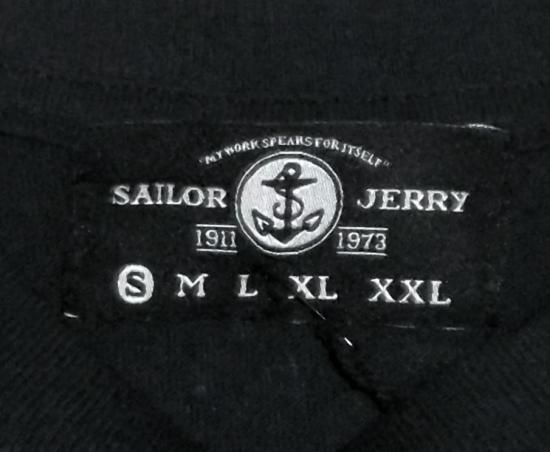 "MY WORK SPEAKS FOR ITSELF"
SAILOR JERRY
1911 1973
S M L XL XXL